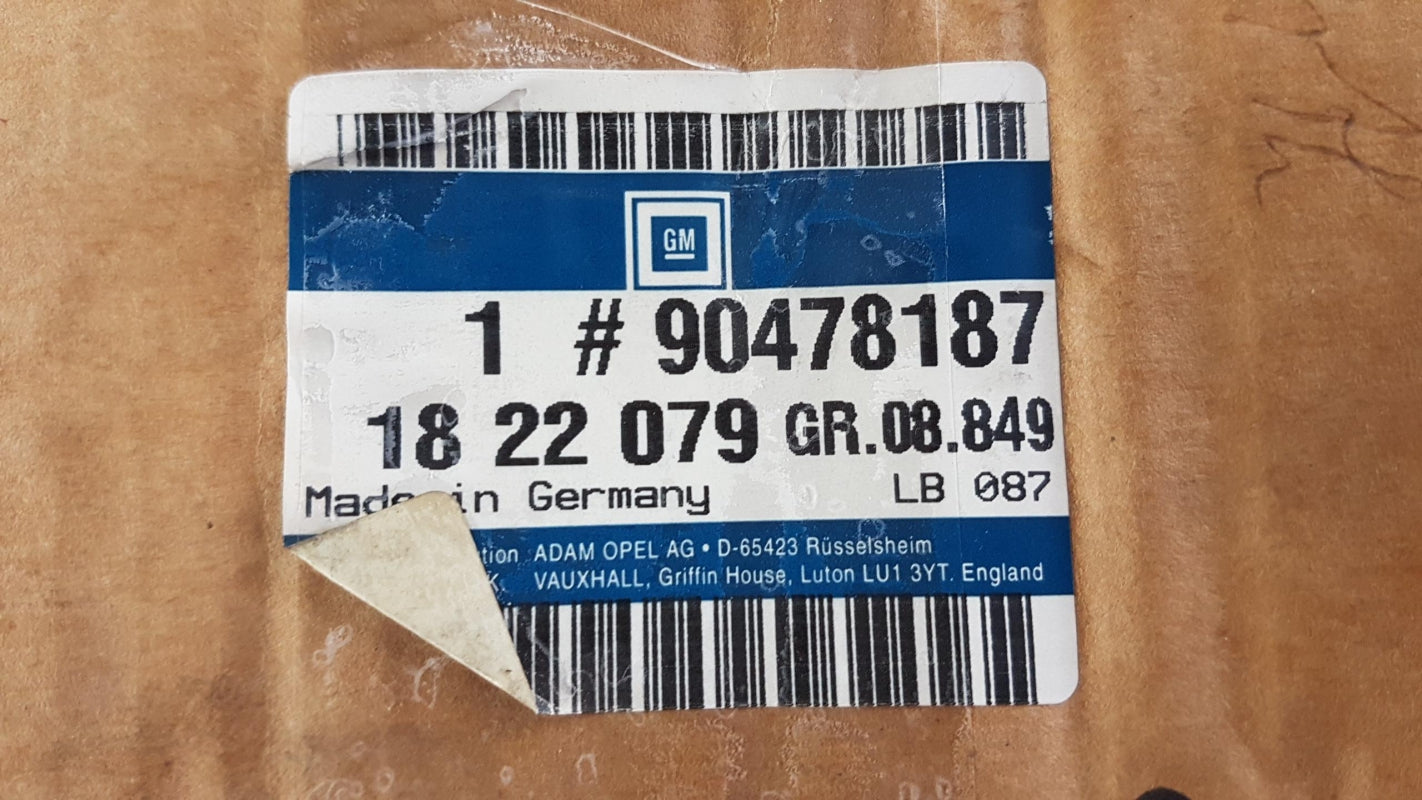 GM
1 # 90478187
18 22 079 GR.08.849
Made in Germany LB 087
ADAM OPEL AG • D-65423 Rüsselsheim
VAUXHALL, Griffin House, Luton LU1 3YT. England